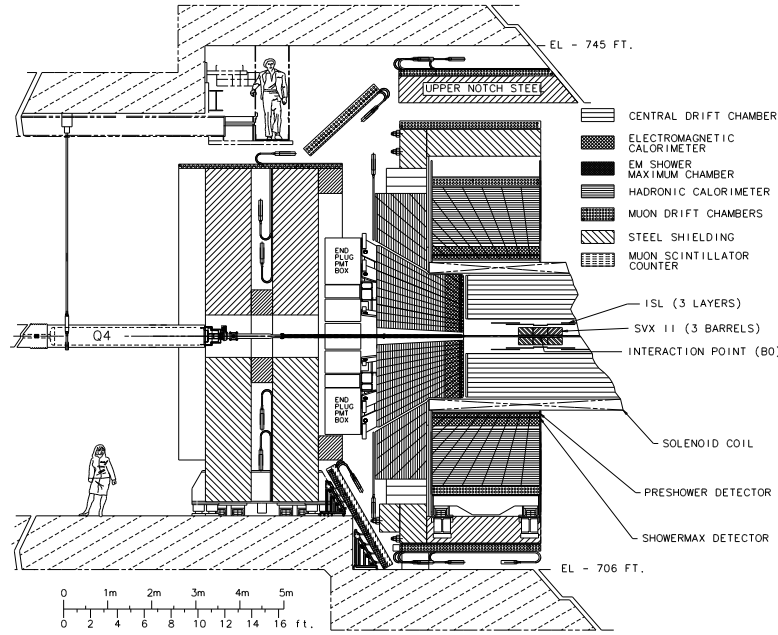 EL - 745 FT.
UPPER NOTCH STEEL
CENTRAL DRIFT CHAMBER
ELECTROMAGNETIC
CALORIMETER
EM SHOWER
MAXIMUM CHAMBER
HADRONIC CALORIMETER
MUON DRIFT CHAMBERS
STEEL SHIELDING
MUON SCINTILLATOR
COUNTER
END
PLUG
PMT
BOX
ISL (3 LAYERS)
Q4
SVX II (3 BARRELS)
INTERACTION POINT (B0)
END
PLUG
PMT
BOX
SOLENOID COIL
PRESHOWER DETECTOR
SHOWERMAX DETECTOR
EL - 706 FT.
0 1m 2m 3m 4m 5m
0 2 4 6 8 10 12 14 16 ft.